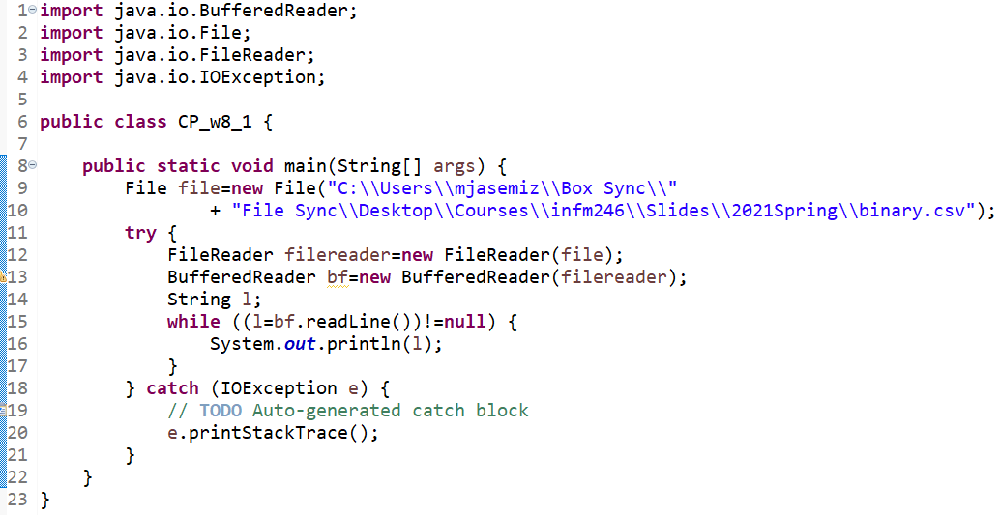 1 import java.io.BufferedReader;
2 import java.io.File;
3 import java.io.FileReader;
4 import java.io.IOException;
5
6 public class CP_w8_1 {
7
8     public static void main(String[] args) {
9         File file=new File("C:\\Users\\mjasemiz\\Box Sync\\"
10                 + "File Sync\\Desktop\\Courses\\infm246\\Slides\\2021Spring\\binary.csv");
11         try {
12             FileReader filereader=new FileReader(file);
13             BufferedReader bf=new BufferedReader(filereader);
14             String l;
15             while ((l=bf.readLine())!=null) {
16                 System.out.println(l);
17             }
18         } catch (IOException e) {
19             // TODO Auto-generated catch block
20             e.printStackTrace();
21         }
22     }
23 }